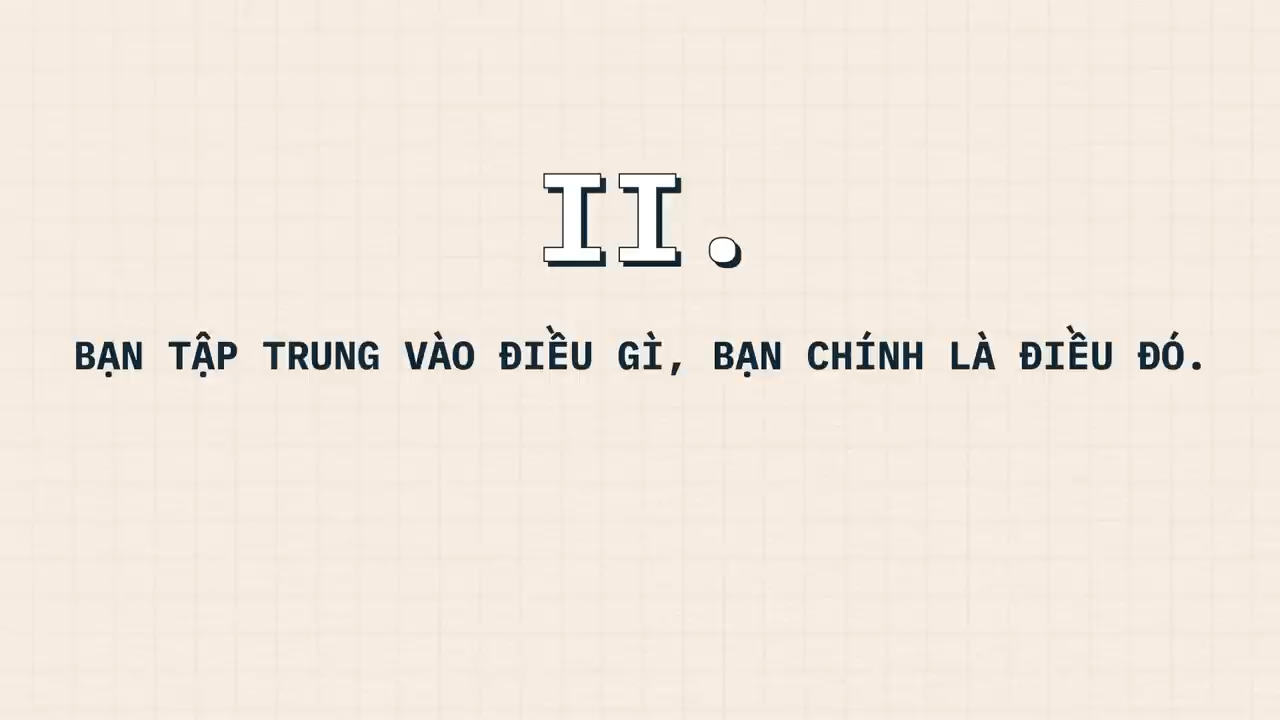 II.
BẠN TẬP TRUNG VÀO ĐIỀU GÌ, BẠN CHÍNH LÀ ĐIỀU ĐÓ.